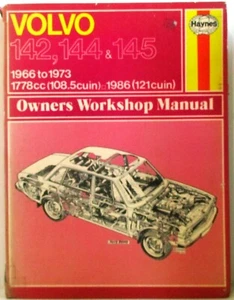 VOLVO
Haynes
142, 144 & 145
1966 to 1973
1778cc (108.5cuin) : 1986 (121cuin)
Owners Workshop Manual